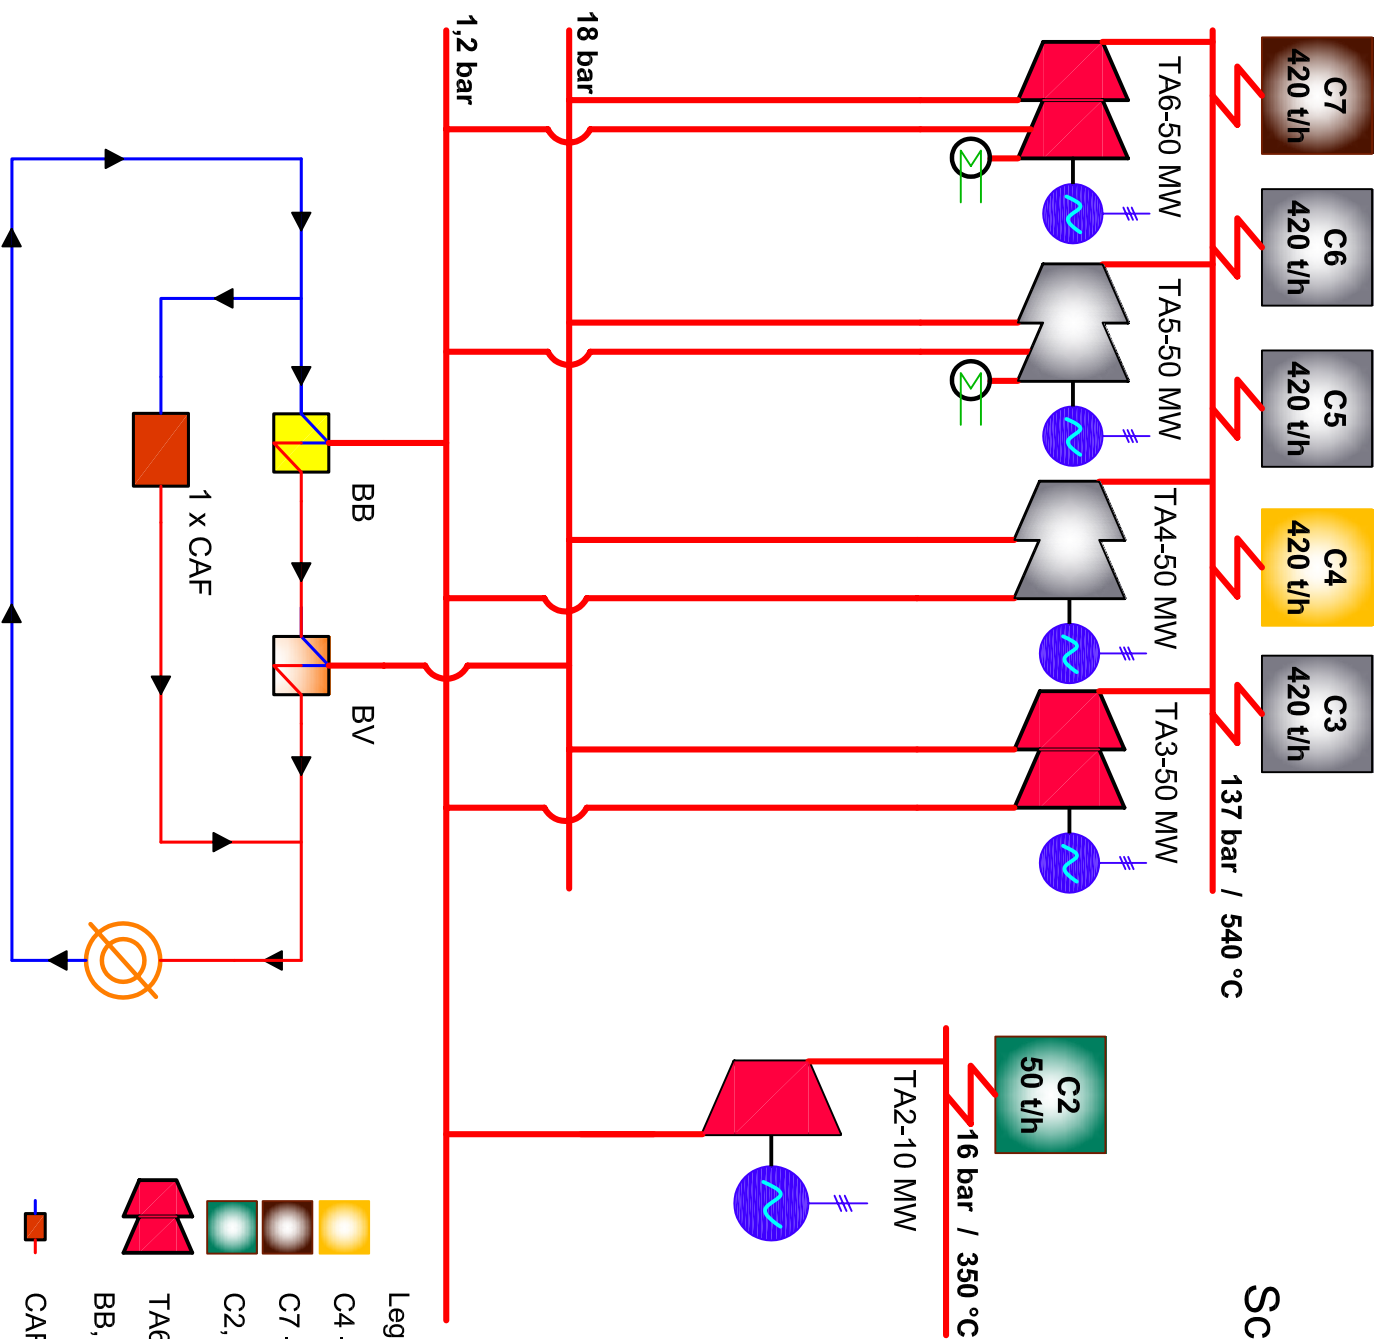 Sc
C7
420 t/h
C6
420 t/h
C5
420 t/h
C4
420 t/h
C3
420 t/h
137 bar / 540 °C
TA6-50 MW
TA5-50 MW
TA4-50 MW
TA3-50 MW
C2
50 t/h
16 bar / 350 °C
TA2-10 MW
18 bar
1,2 bar
BB
BV
1 x CAF
Leg
C4
C7
C2,
TA6
BB,
CAF